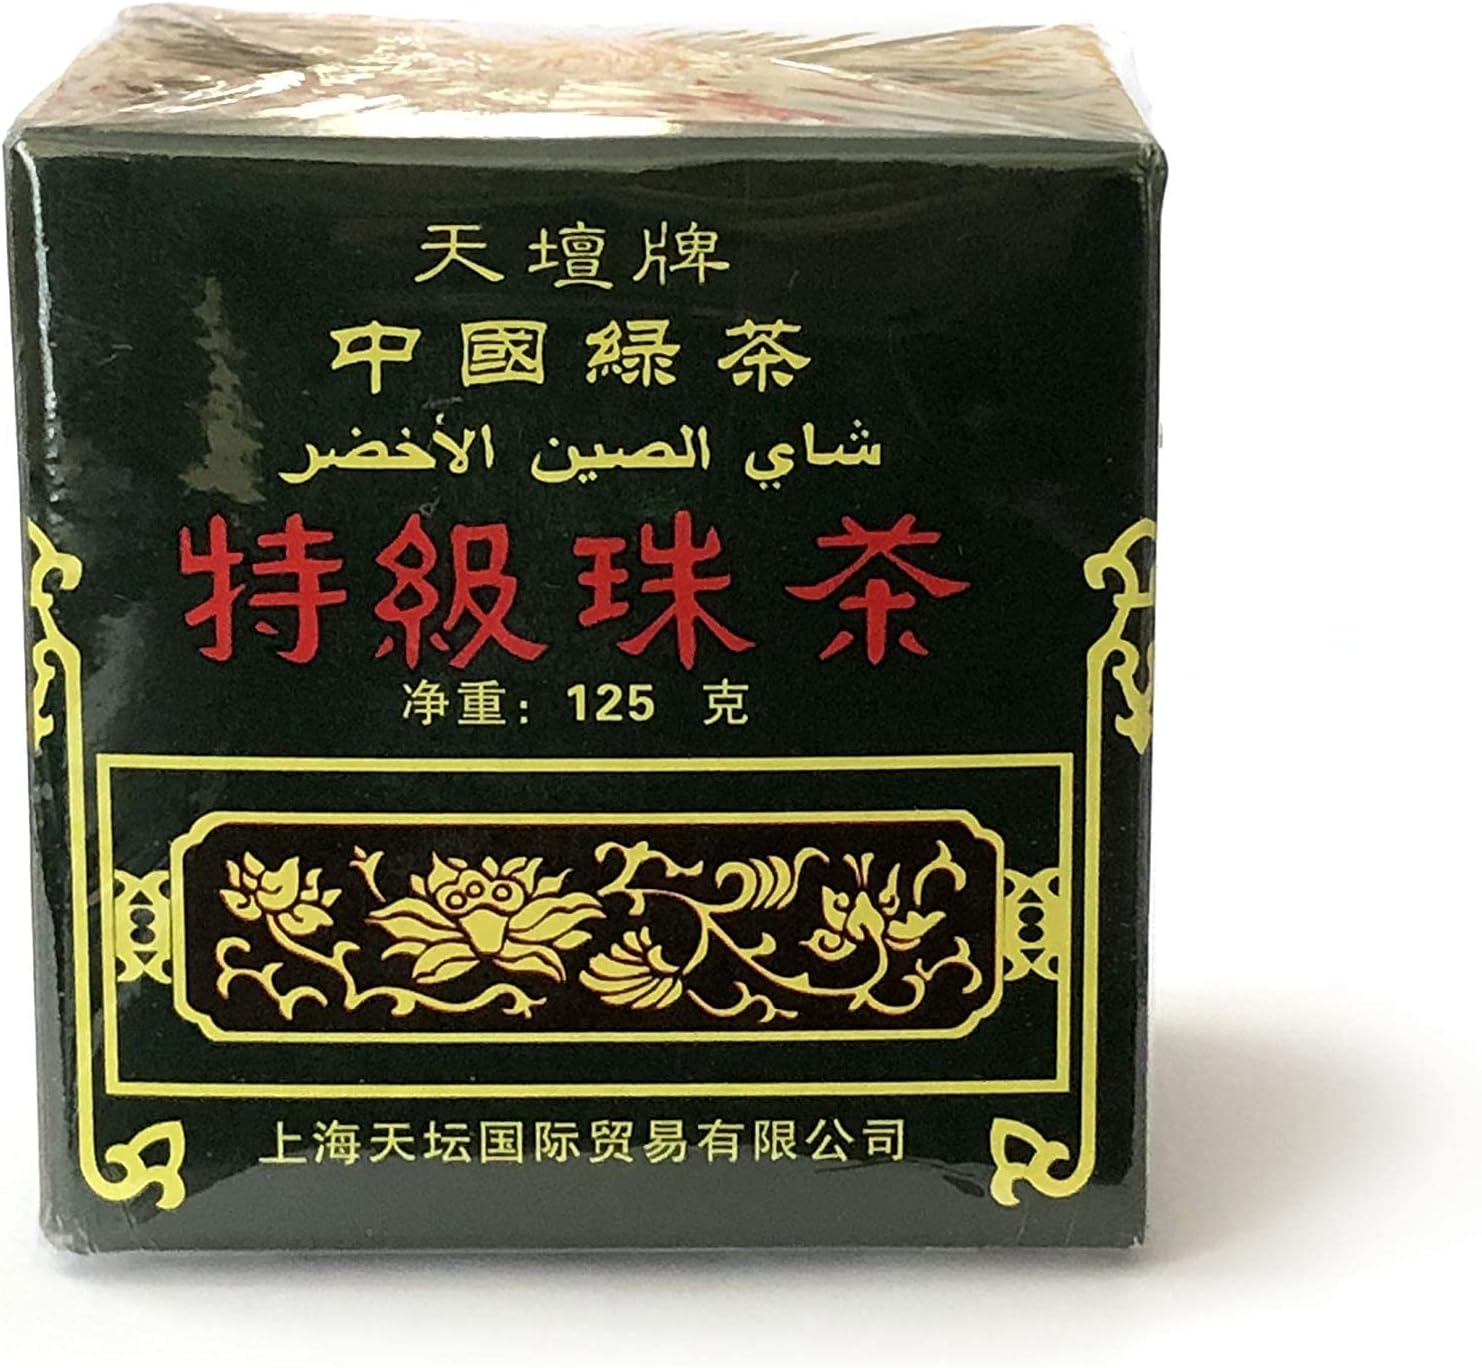 天壇牌
中國緑茶
شاي الصين الأخضر
特級珠茶
净重：125 克
上海天坛国际贸易有限公司